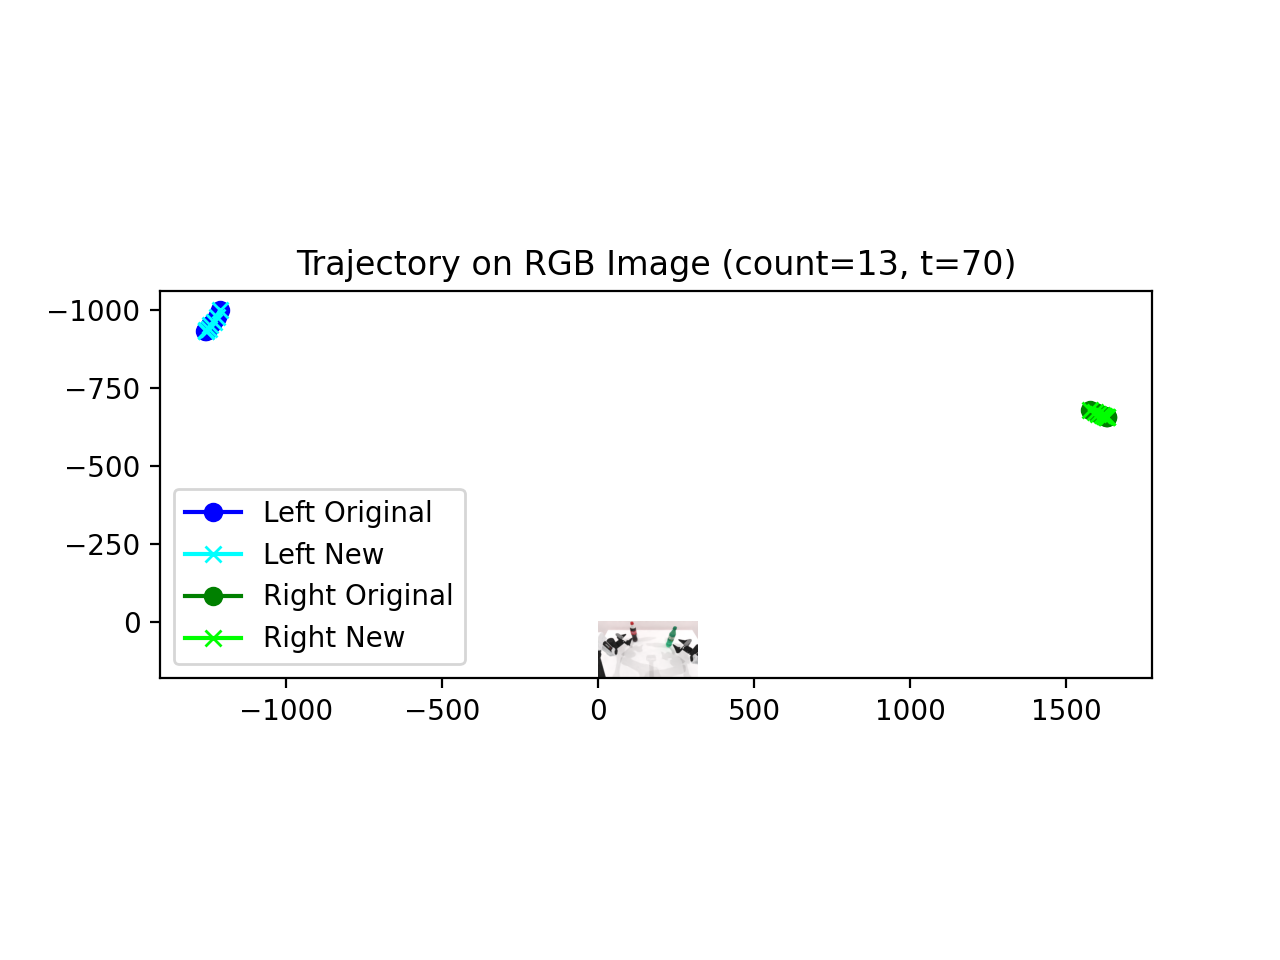 Trajectory on RGB Image (count=13, t=70)
−1000
−750
−500
−250
0
Left Original
Left New
Right Original
Right New
−1000 −500 0 500 1000 1500